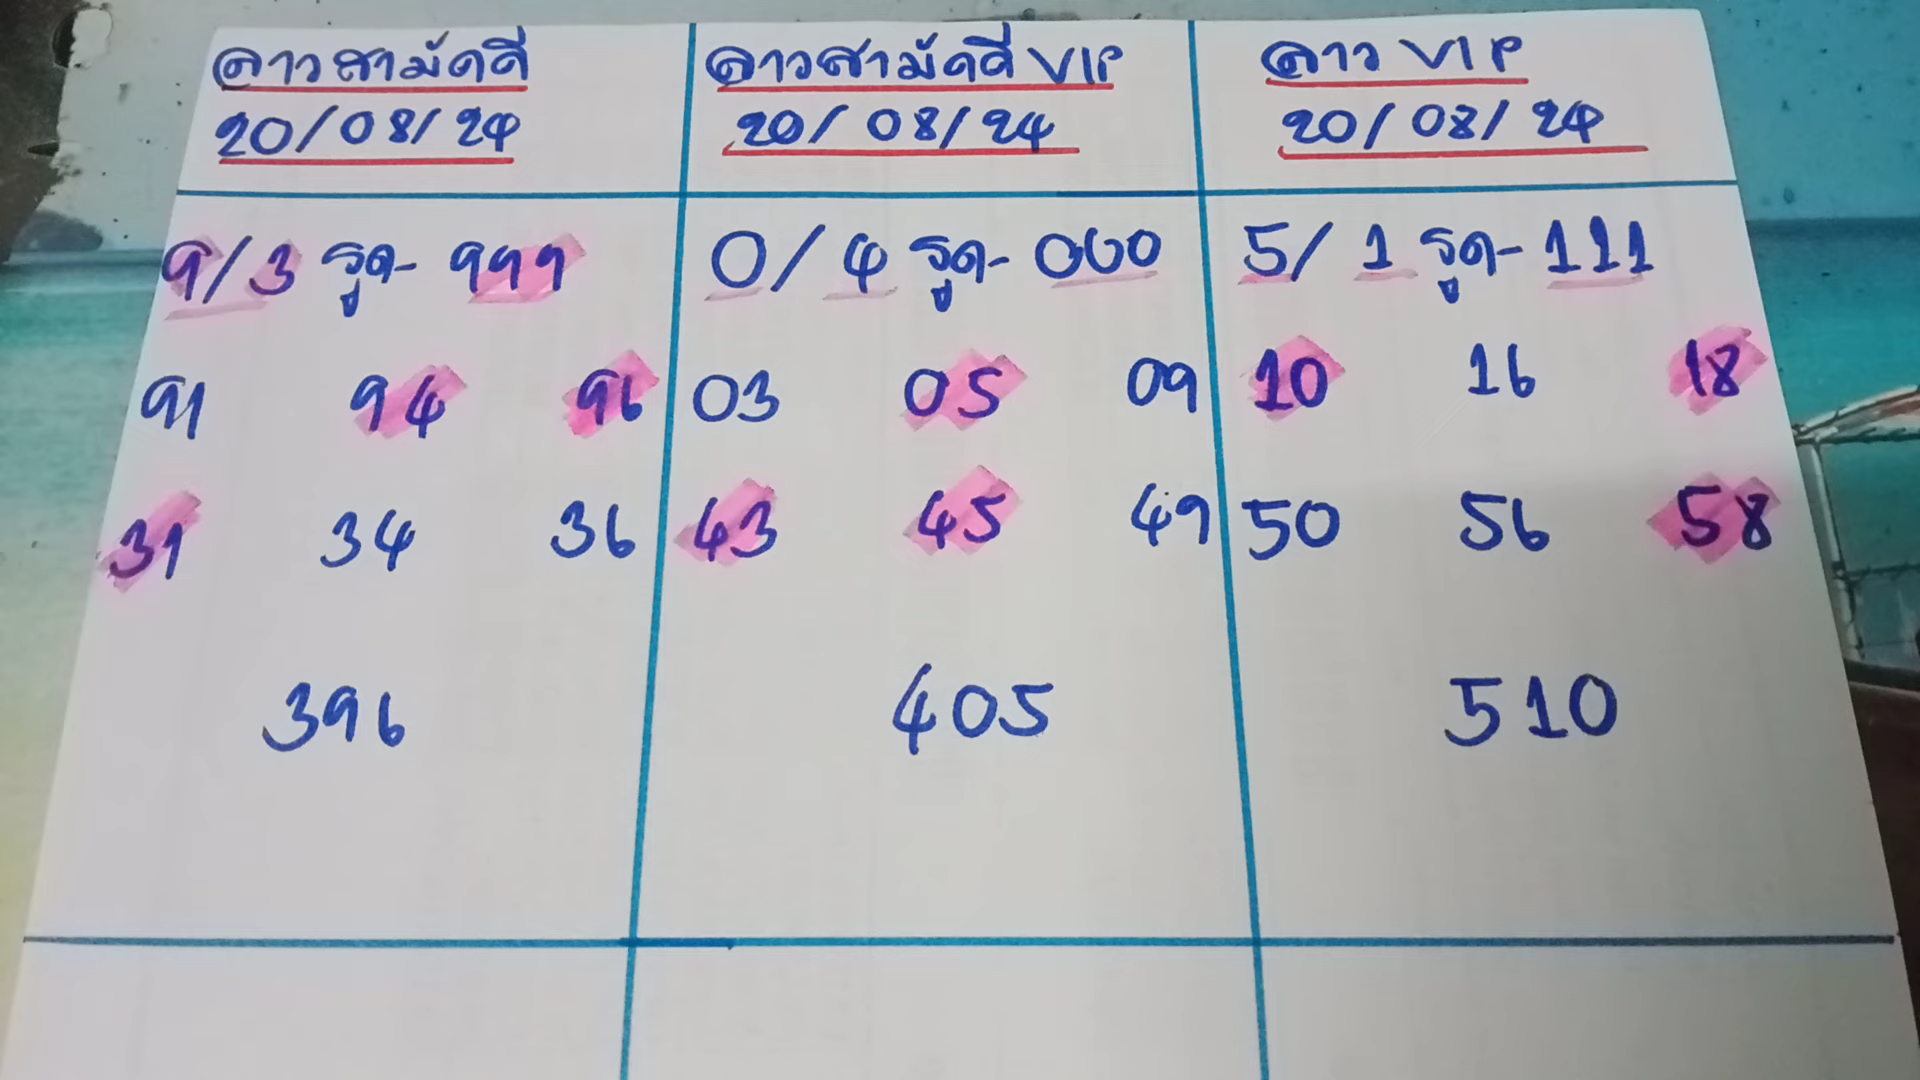 ลาวสามัคคี
20/08/24
9/3 รูด- 999
91 94 96
31 34 36
396
ลาวสามัคคี VIP
20/08/24
0/4 รูด- 000
03 05 09
43 45 49
405
ลาว VIP
20/08/24
5/1 รูด- 111
10 16 18
50 56 58
510